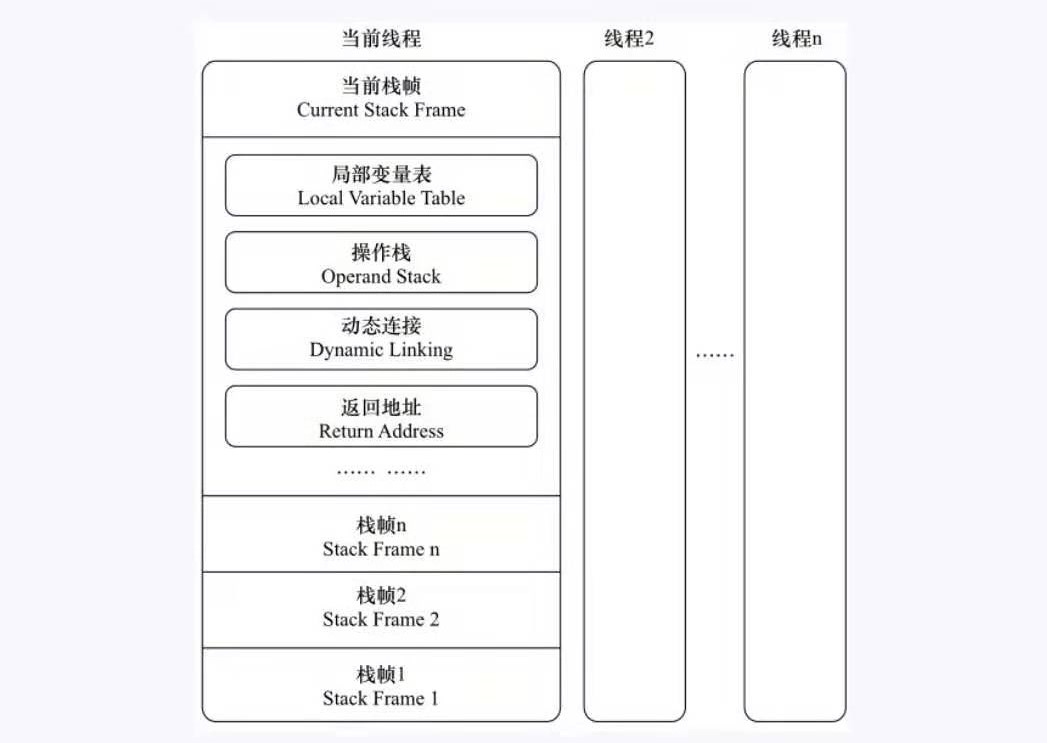 当前线程
线程2
线程n
当前栈帧
Current Stack Frame
局部变量表
Local Variable Table
操作栈
Operand Stack
动态连接
Dynamic Linking
返回地址
Return Address
…… ……
……
栈帧n
Stack Frame n
栈帧2
Stack Frame 2
栈帧1
Stack Frame 1